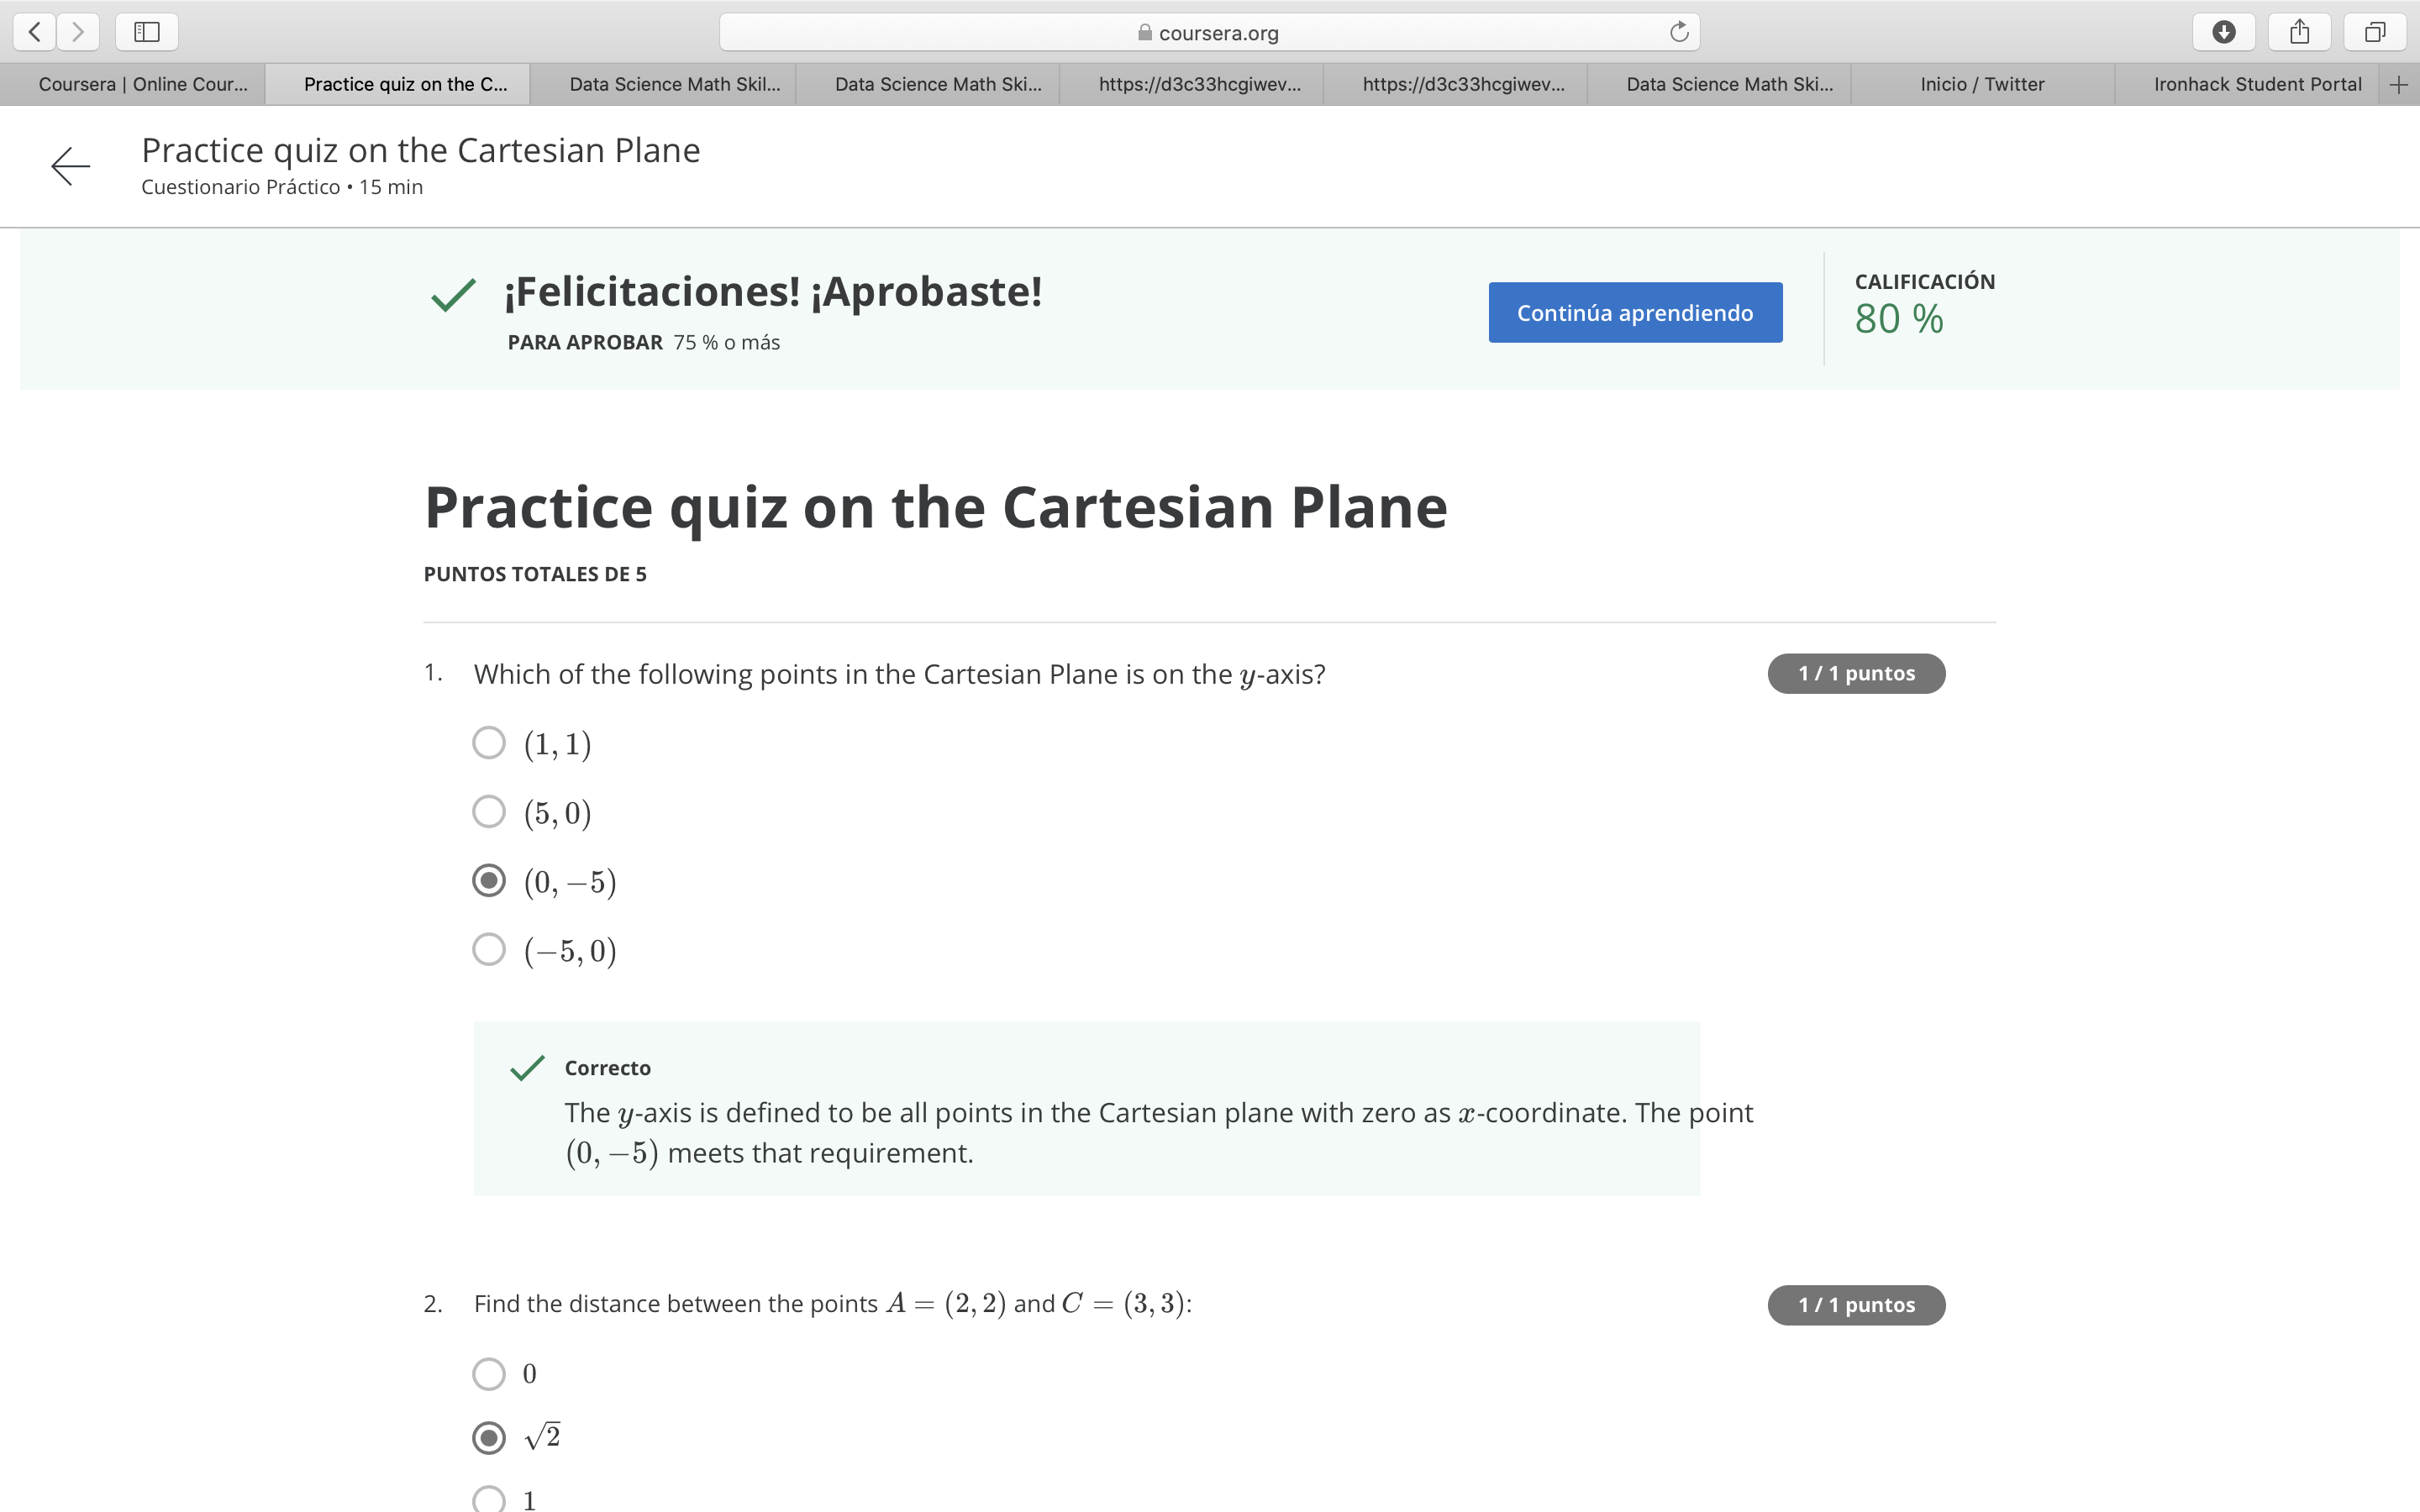 coursera.org
Coursera | Online Cour...
Practice quiz on the C...
Data Science Math Skil...
Data Science Math Ski...
https://d3c33hcgiwev...
https://d3c33hcgiwev...
Data Science Math Ski...
Inicio / Twitter
Ironhack Student Portal
Practice quiz on the Cartesian Plane
Cuestionario Práctico • 15 min
¡Felicitaciones! ¡Aprobaste!
PARA APROBAR 75 % o más
Continúa aprendiendo
CALIFICACIÓN
80 %
Practice quiz on the Cartesian Plane
PUNTOS TOTALES DE 5
1. Which of the following points in the Cartesian Plane is on the y-axis?
1 / 1 puntos
(1, 1)
(5, 0)
(0, −5)
(−5, 0)
Correcto
The y-axis is defined to be all points in the Cartesian plane with zero as x-coordinate. The point
(0, −5) meets that requirement.
2. Find the distance between the points A = (2, 2) and C = (3, 3):
1 / 1 puntos
0
√2
1